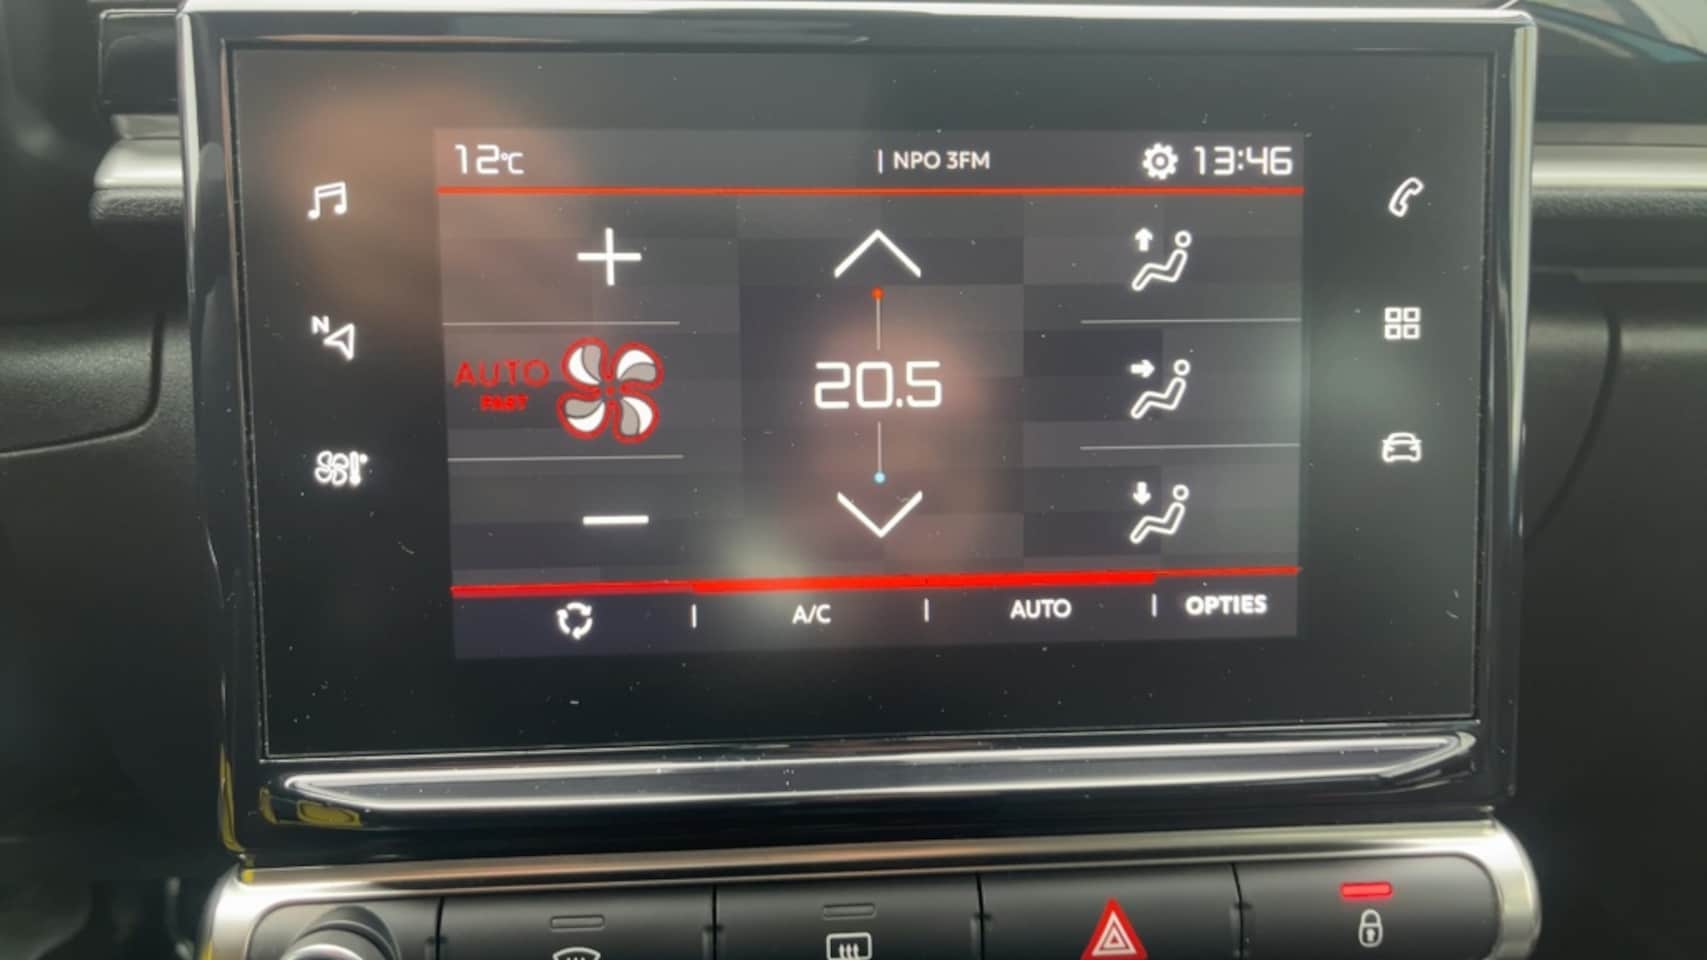 12°C | NPO 3FM 13:46
N
AUTO
FAST
20.5
| A/C | AUTO | OPTIES